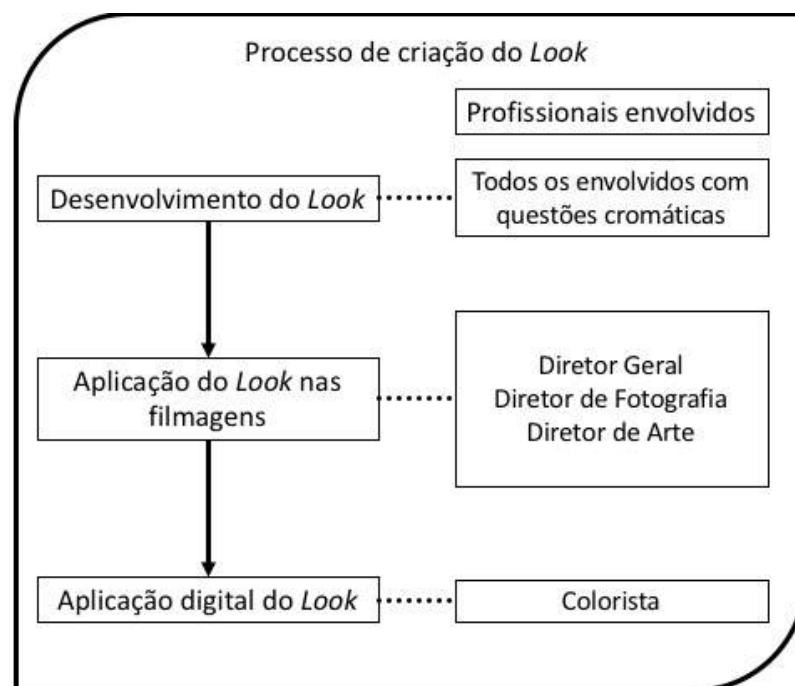 Processo de criação do Look
Profissionais envolvidos
Desenvolvimento do Look
Todos os envolvidos com
questões cromáticas
Aplicação do Look nas
filmagens
Diretor Geral
Diretor de Fotografia
Diretor de Arte
Aplicação digital do Look
Colorista